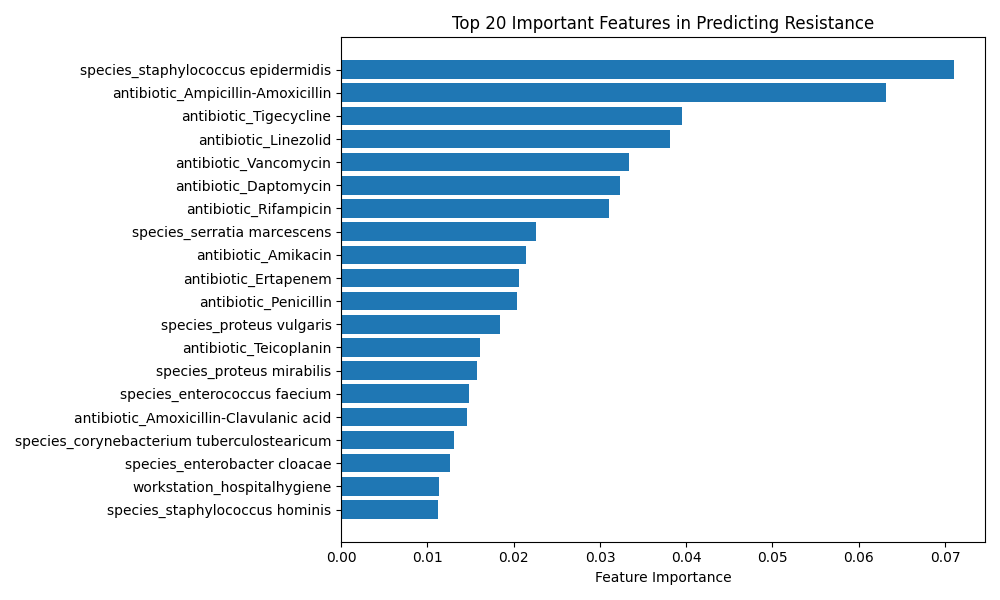 Top 20 Important Features in Predicting Resistance
species_staphylococcus epidermidis
antibiotic_Ampicillin-Amoxicillin
antibiotic_Tigecycline
antibiotic_Linezolid
antibiotic_Vancomycin
antibiotic_Daptomycin
antibiotic_Rifampicin
species_serratia marcescens
antibiotic_Amikacin
antibiotic_Ertapenem
antibiotic_Penicillin
species_proteus vulgaris
antibiotic_Teicoplanin
species_proteus mirabilis
species_enterococcus faecium
antibiotic_Amoxicillin-Clavulanic acid
species_corynebacterium tuberculostearicum
species_enterobacter cloacae
workstation_hospitalhygiene
species_staphylococcus hominis
0.00 0.01 0.02 0.03 0.04 0.05 0.06 0.07
Feature Importance